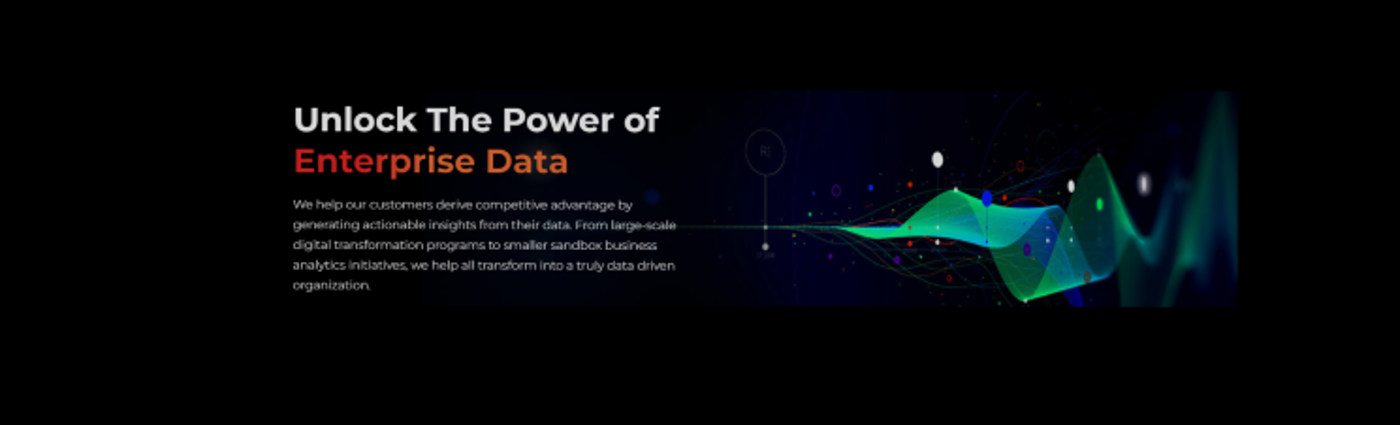 Unlock The Power of
Enterprise Data
We help our customers derive competitive advantage by
generating actionable insights from their data. From large-scale
digital transformation programs to smaller sandbox business
analytics initiatives, we help all transform into a truly data driven
organization.